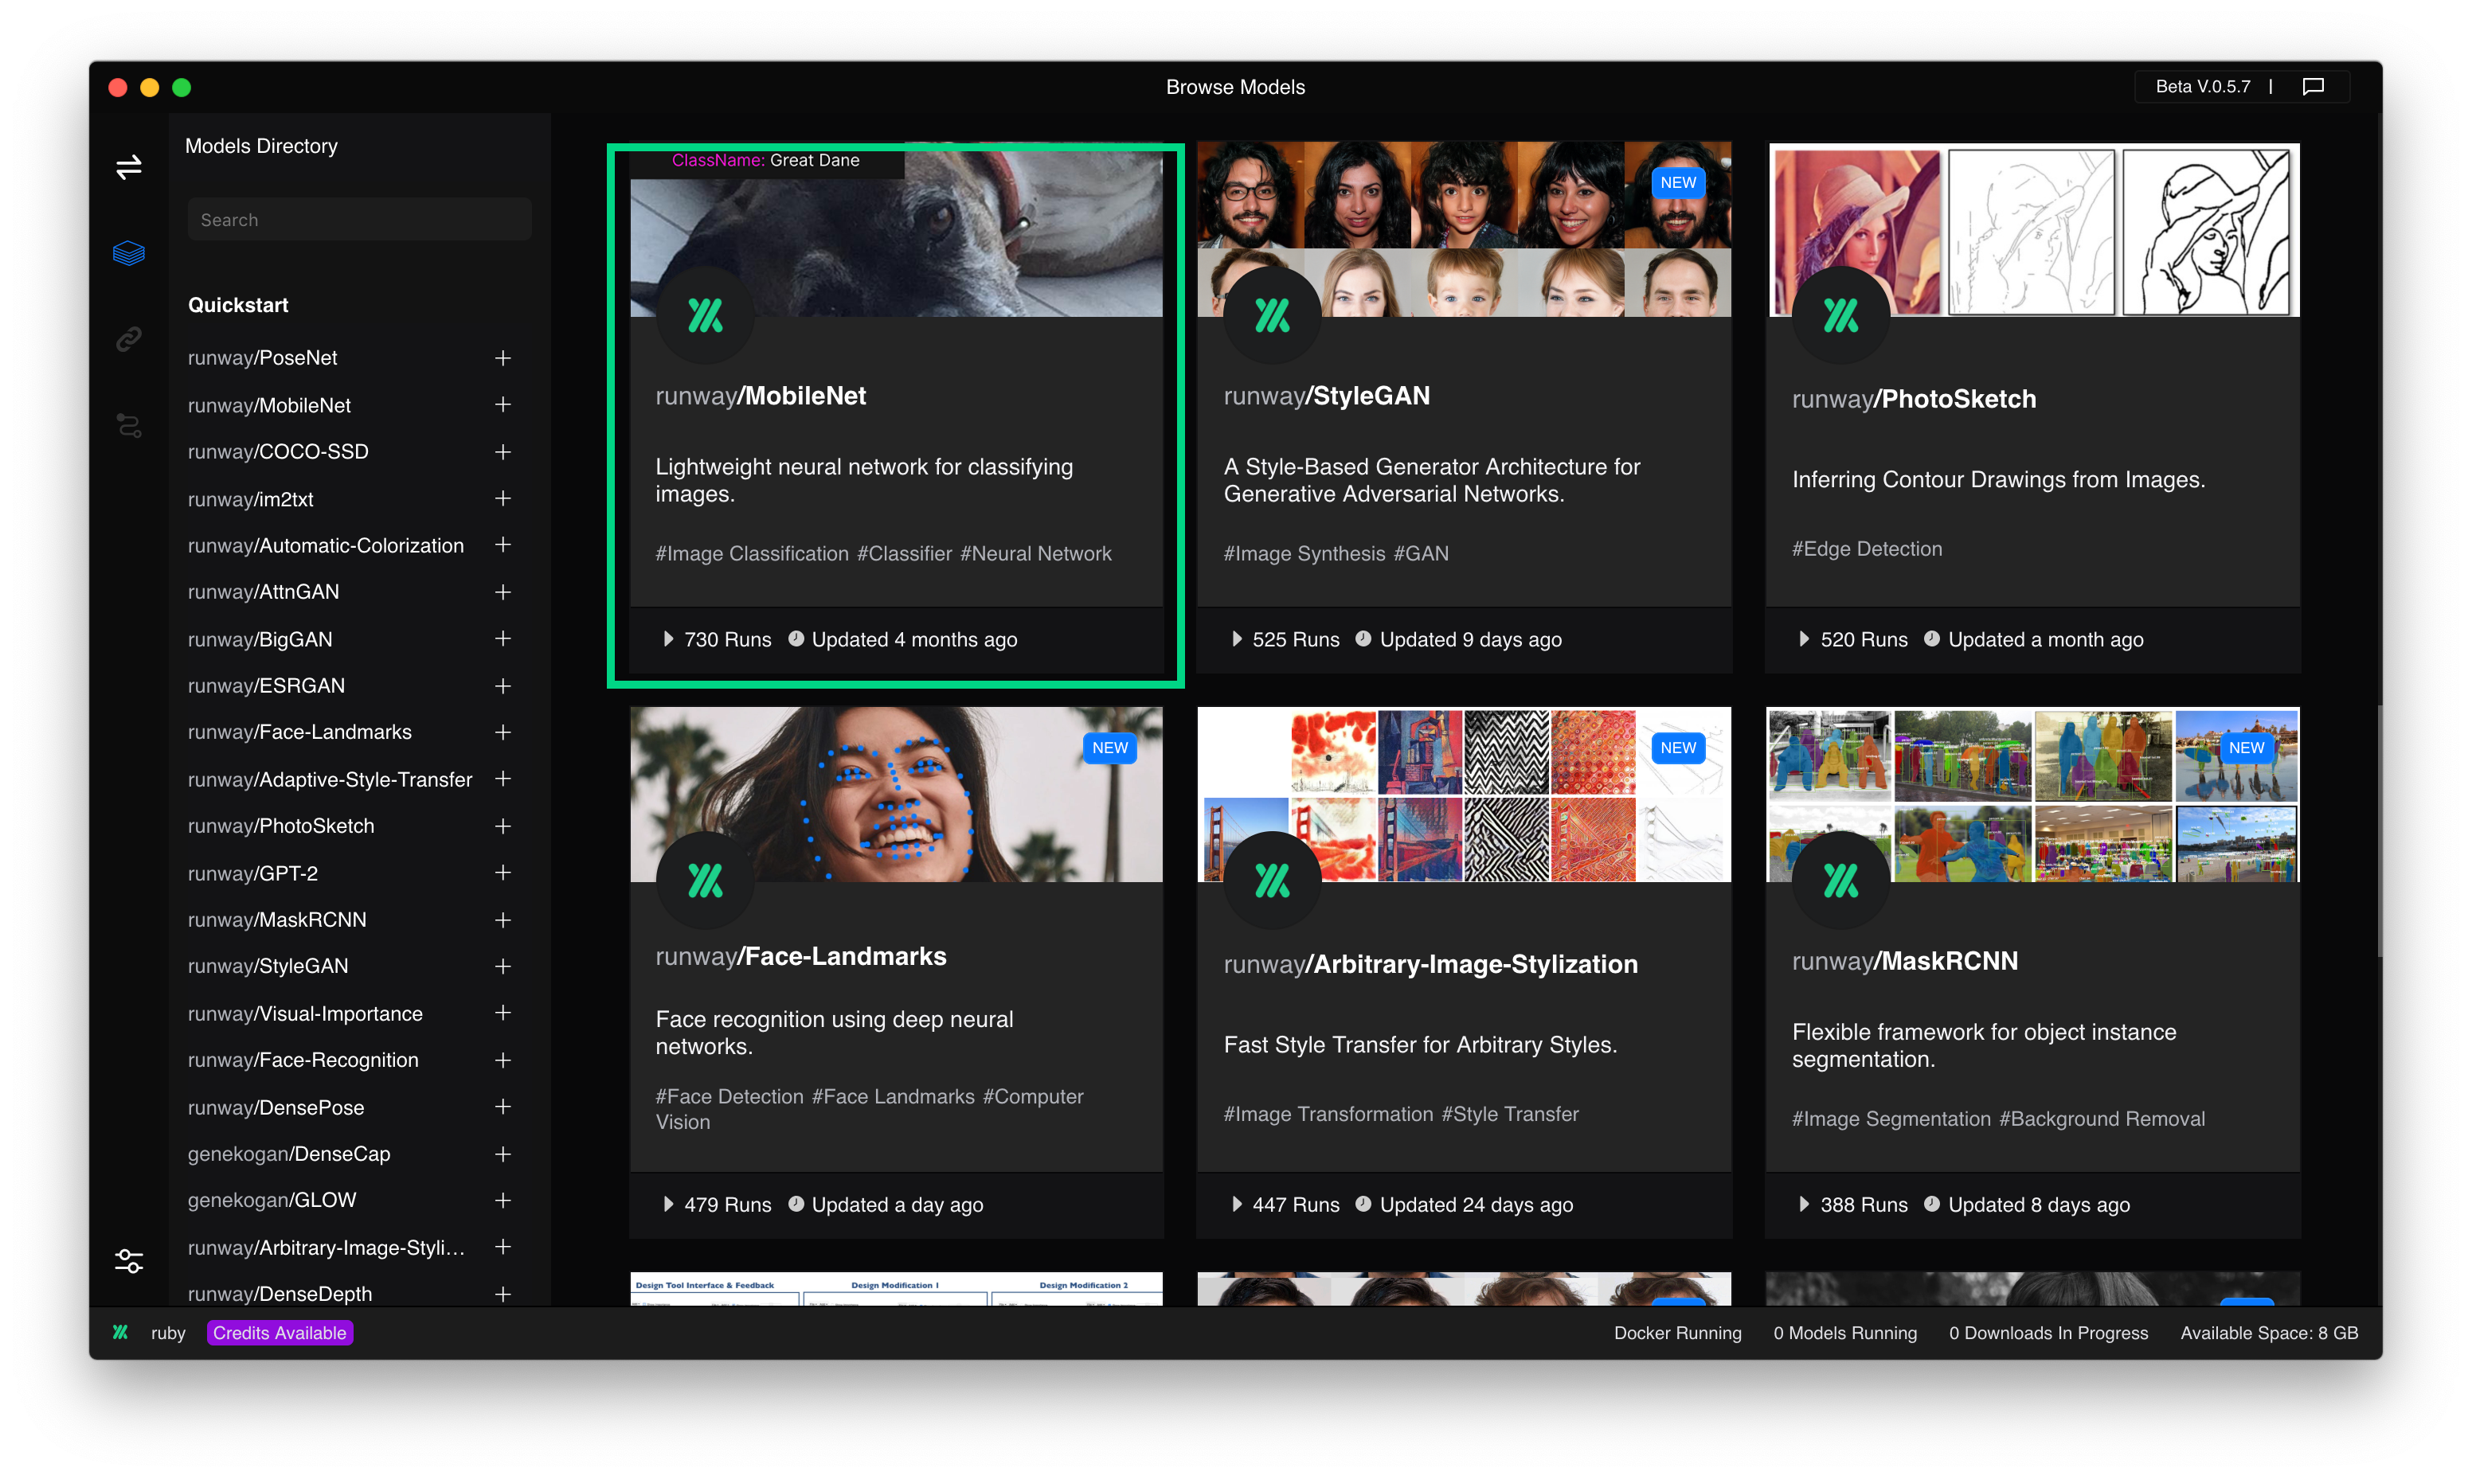 Browse Models
Beta V.0.5.7 |
Models Directory
Search
Quickstart
runway/PoseNet
runway/MobileNet
runway/COCO-SSD
runway/im2txt
runway/Automatic-Colorization
runway/AttnGAN
runway/BigGAN
runway/ESRGAN
runway/Face-Landmarks
runway/Adaptive-Style-Transfer
runway/PhotoSketch
runway/GPT-2
runway/MaskRCNN
runway/StyleGAN
runway/Visual-Importance
runway/Face-Recognition
runway/DensePose
genekogan/DenseCap
genekogan/GLOW
runway/Arbitrary-Image-Styli...
runway/DenseDepth
ClassName: Great Dane
runway/MobileNet
Lightweight neural network for classifying
images.
#Image Classification #Classifier #Neural Network
730 Runs Updated 4 months ago
NEW
runway/StyleGAN
A Style-Based Generator Architecture for
Generative Adversarial Networks.
#Image Synthesis #GAN
525 Runs Updated 9 days ago
runway/PhotoSketch
Inferring Contour Drawings from Images.
#Edge Detection
520 Runs Updated a month ago
NEW
runway/Face-Landmarks
Face recognition using deep neural
networks.
#Face Detection #Face Landmarks #Computer
Vision
479 Runs Updated a day ago
NEW
runway/Arbitrary-Image-Stylization
Fast Style Transfer for Arbitrary Styles.
#Image Transformation #Style Transfer
447 Runs Updated 24 days ago
NEW
runway/MaskRCNN
Flexible framework for object instance
segmentation.
#Image Segmentation #Background Removal
388 Runs Updated 8 days ago
Design Tool Interface & Feedback
Design Modification 1
Design Modification 2
ruby
Credits Available
Docker Running
0 Models Running
0 Downloads In Progress
Available Space: 8 GB